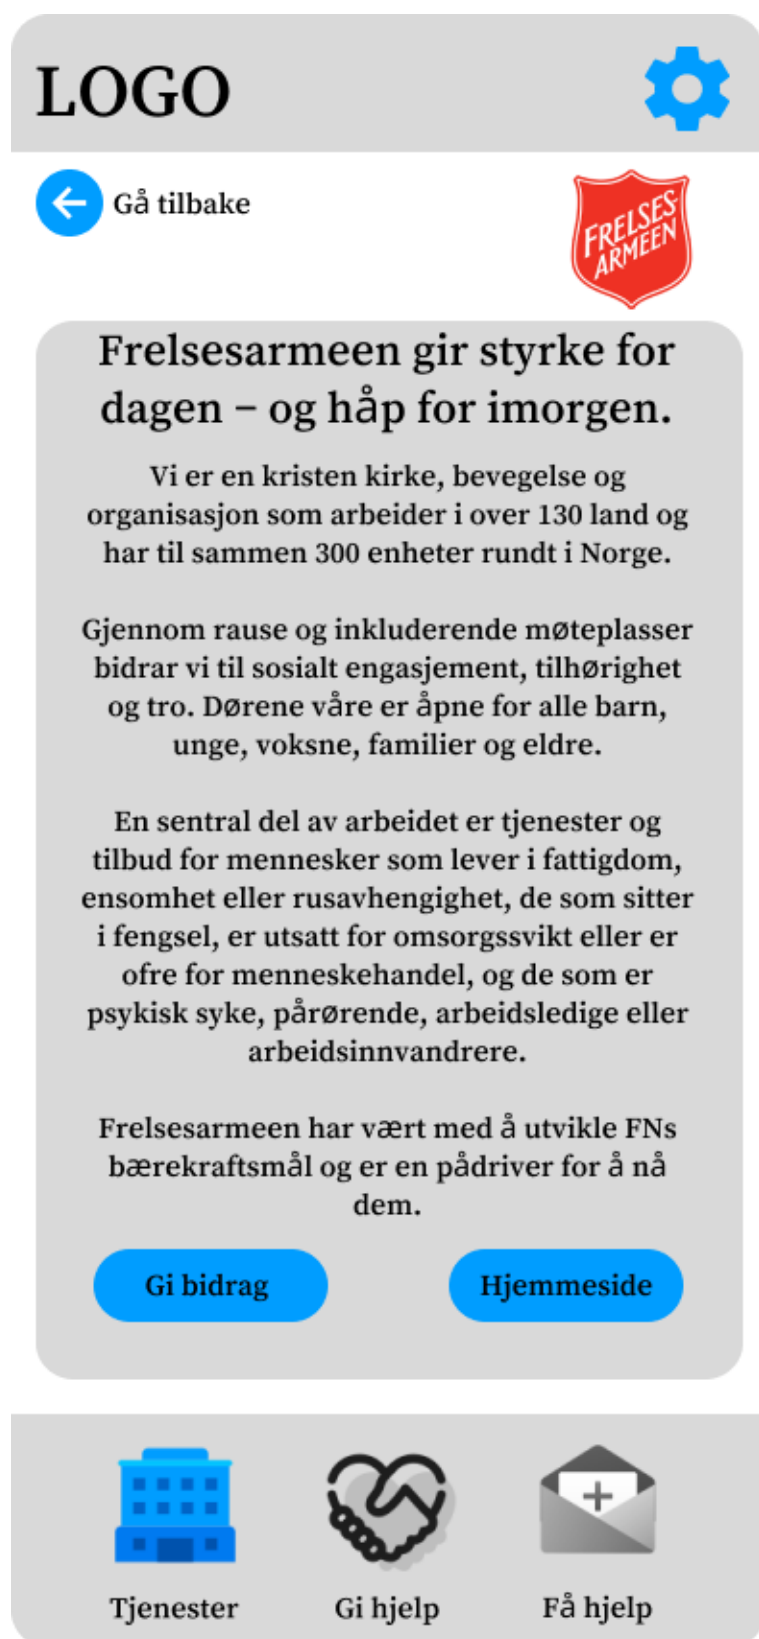 LOGO
Gå tilbake
FRELSES-
ARMEEN
Frelsesarmeen gir styrke for
dagen – og håp for imorgen.
Vi er en kristen kirke, bevegelse og
organisasjon som arbeider i over 130 land og
har til sammen 300 enheter rundt i Norge.
Gjennom rause og inkluderende møteplasser
bidrar vi til sosialt engasjement, tilhørighet
og tro. Dørene våre er åpne for alle barn,
unge, voksne, familier og eldre.
En sentral del av arbeidet er tjenester og
tilbud for mennesker som lever i fattigdom,
ensomhet eller rusavhengighet, de som sitter
i fengsel, er utsatt for omsorgssvikt eller er
ofre for menneskehandel, og de som er
psykisk syke, pårørende, arbeidsledige eller
arbeidsinnvandrere.
Frelsesarmeen har vært med å utvikle FNs
bærekraftsmål og er en pådriver for å nå
dem.
Gi bidrag
Hjemmeside
Tjenester
Gi hjelp
Få hjelp